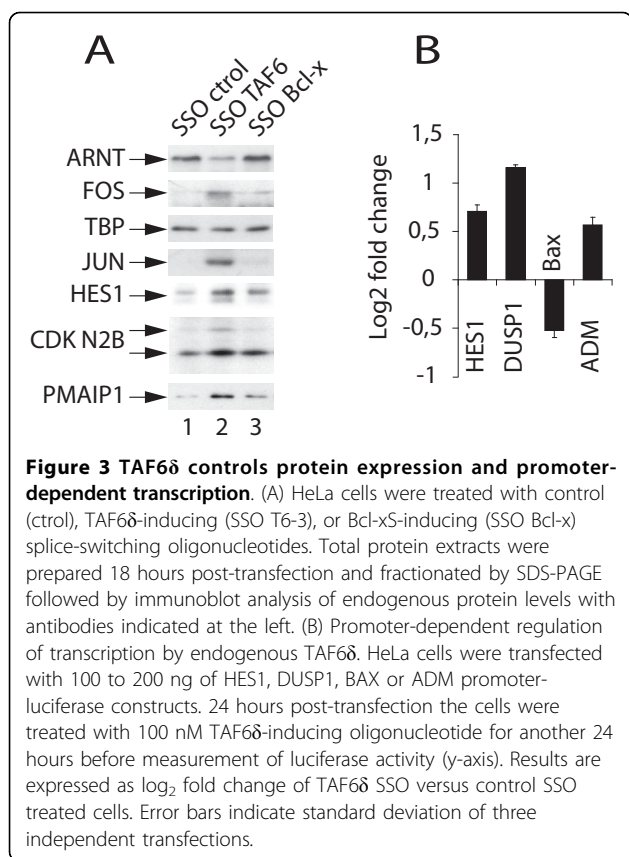 A
B
SSO ctrol
SSO TAF6
SSO Bcl-x
ARNT
FOS
TBP
JUN
HES1
CDK N2B
PMAIP1
1 2 3
Log2 fold change
1,5
1
0,5
0
-0,5
-1
HES1
DUSP1
Bax
ADM
Figure 3 TAF6δ controls protein expression and promoter-
dependent transcription. (A) HeLa cells were treated with control
(ctrol), TAF6δ-inducing (SSO T6-3), or Bcl-xS-inducing (SSO Bcl-x)
splice-switching oligonucleotides. Total protein extracts were
prepared 18 hours post-transfection and fractionated by SDS-PAGE
followed by immunoblot analysis of endogenous protein levels with
antibodies indicated at the left. (B) Promoter-dependent regulation
of transcription by endogenous TAF6δ. HeLa cells were transfected
with 100 to 200 ng of HES1, DUSP1, BAX or ADM promoter-
luciferase constructs. 24 hours post-transfection the cells were
treated with 100 nM TAF6δ-inducing oligonucleotide for another 24
hours before measurement of luciferase activity (y-axis). Results are
expressed as log₂ fold change of TAF6δ SSO versus control SSO
treated cells. Error bars indicate standard deviation of three
independent transfections.